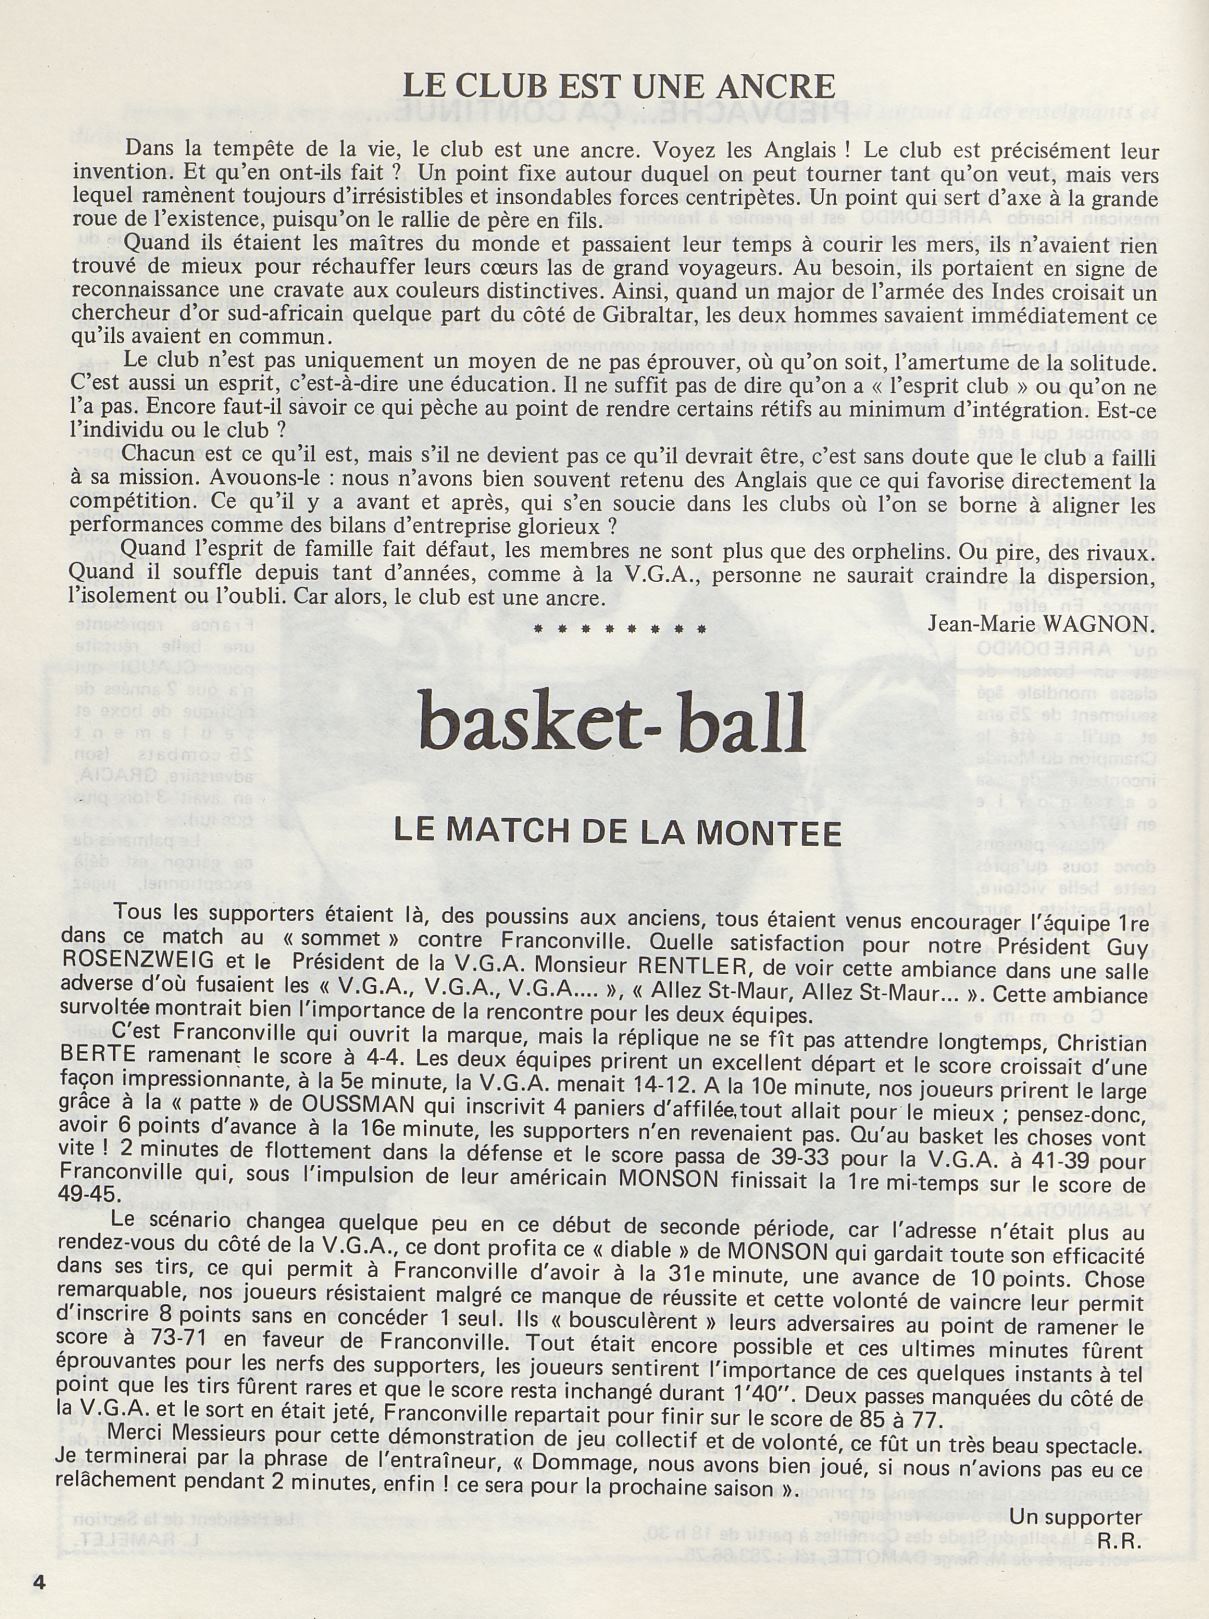 LE CLUB EST UNE ANCRE
Dans la tempête de la vie, le club est une ancre. Voyez les Anglais ! Le club est précisément leur
invention. Et qu'en ont-ils fait ? Un point fixe autour duquel on peut tourner tant qu'on veut, mais vers
lequel ramènent toujours d'irrésistibles et insondables forces centripètes. Un point qui sert d'axe à la grande
roue de l'existence, puisqu'on le rallie de père en fils.
Quand ils étaient les maîtres du monde et passaient leur temps à courir les mers, ils n'avaient rien
trouvé de mieux pour réchauffer leurs cœurs las de grand voyageurs. Au besoin, ils portaient en signe de
reconnaissance une cravate aux couleurs distinctives. Ainsi, quand un major de l'armée des Indes croisait un
chercheur d'or sud-africain quelque part du côté de Gibraltar, les deux hommes savaient immédiatement ce
qu'ils avaient en commun.
Le club n'est pas uniquement un moyen de ne pas éprouver, où qu'on soit, l'amertume de la solitude.
C'est aussi un esprit, c'est-à-dire une éducation. Il ne suffit pas de dire qu'on a « l'esprit club » ou qu'on ne
l'a pas. Encore faut-il savoir ce qui pèche au point de rendre certains rétifs au minimum d'intégration. Est-ce
l'individu ou le club ?
Chacun est ce qu'il est, mais s'il ne devient pas ce qu'il devrait être, c'est sans doute que le club a failli
à sa mission. Avouons-le : nous n'avons bien souvent retenu des Anglais que ce qui favorise directement la
compétition. Ce qu'il y a avant et après, qui s'en soucie dans les clubs où l'on se borne à aligner les
performances comme des bilans d'entreprise glorieux ?
Quand l'esprit de famille fait défaut, les membres ne sont plus que des orphelins. Ou pire, des rivaux.
Quand il souffle depuis tant d'années, comme à la V.G.A., personne ne saurait craindre la dispersion,
l'isolement ou l'oubli. Car alors, le club est une ancre.
Jean-Marie WAGNON.
* * * * * * * *
basket-ball
LE MATCH DE LA MONTEE
Tous les supporters étaient là, des poussins aux anciens, tous étaient venus encourager l'équipe 1re
dans ce match au « sommet » contre Franconville. Quelle satisfaction pour notre Président Guy
ROSENZWEIG et le Président de la V.G.A. Monsieur RENTLER, de voir cette ambiance dans une salle
adverse d'où fusaient les « V.G.A., V.G.A., V.G.A.... », « Allez St-Maur, Allez St-Maur... ». Cette ambiance
survoltée montrait bien l'importance de la rencontre pour les deux équipes.
C'est Franconville qui ouvrit la marque, mais la réplique ne se fît pas attendre longtemps, Christian
BERTE ramenant le score à 4-4. Les deux équipes prirent un excellent départ et le score croissait d'une
façon impressionnante, à la 5e minute, la V.G.A. menait 14-12. A la 10e minute, nos joueurs prirent le large
grâce à la « patte » de OUSSMAN qui inscrivit 4 paniers d'affilée,tout allait pour le mieux ; pensez-donc,
avoir 6 points d'avance à la 16e minute, les supporters n'en revenaient pas. Qu'au basket les choses vont
vite ! 2 minutes de flottement dans la défense et le score passa de 39-33 pour la V.G.A. à 41-39 pour
Franconville qui, sous l'impulsion de leur américain MONSON finissait la 1re mi-temps sur le score de
49-45.
Le scénario changea quelque peu en ce début de seconde période, car l'adresse n'était plus au
rendez-vous du côté de la V.G.A., ce dont profita ce « diable » de MONSON qui gardait toute son efficacité
dans ses tirs, ce qui permit à Franconville d'avoir à la 31e minute, une avance de 10 points. Chose
remarquable, nos joueurs résistaient malgré ce manque de réussite et cette volonté de vaincre leur permit
d'inscrire 8 points sans en concéder 1 seul. Ils « bousculèrent » leurs adversaires au point de ramener le
score à 73-71 en faveur de Franconville. Tout était encore possible et ces ultimes minutes fûrent
éprouvantes pour les nerfs des supporters, les joueurs sentirent l'importance de ces quelques instants à tel
point que les tirs fûrent rares et que le score resta inchangé durant 1'40". Deux passes manquées du côté de
la V.G.A. et le sort en était jeté, Franconville repartait pour finir sur le score de 85 à 77.
Merci Messieurs pour cette démonstration de jeu collectif et de volonté, ce fût un très beau spectacle.
Je terminerai par la phrase de l'entraîneur, « Dommage, nous avons bien joué, si nous n'avions pas eu ce
relâchement pendant 2 minutes, enfin ! ce sera pour la prochaine saison ».
Un supporter
R.R.
4